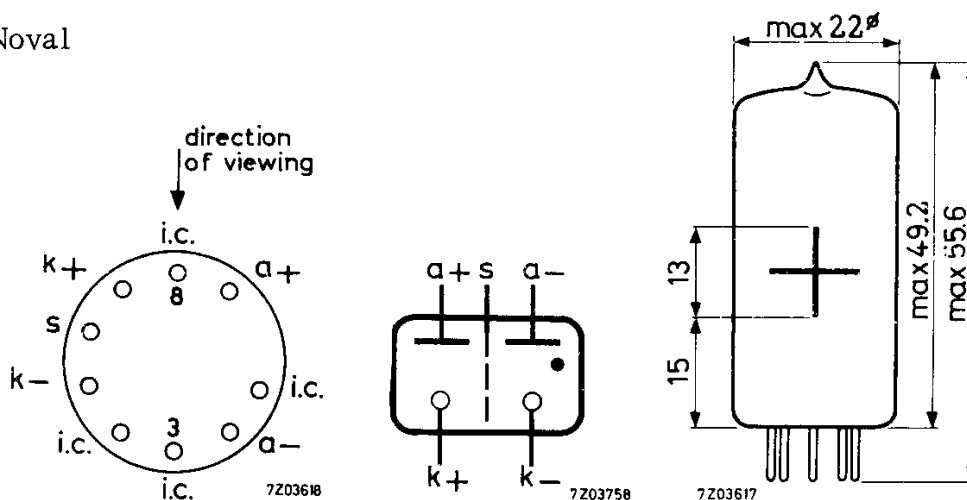 Noval
direction
of viewing
i.c.
k+
a+
8
s
k-
i.c.
3
i.c.
a-
i.c.
7Z03618
a+ s a-
k+ k-
7Z03758
max 22ø
13
15
max 49.2
max 55.6
7Z03617